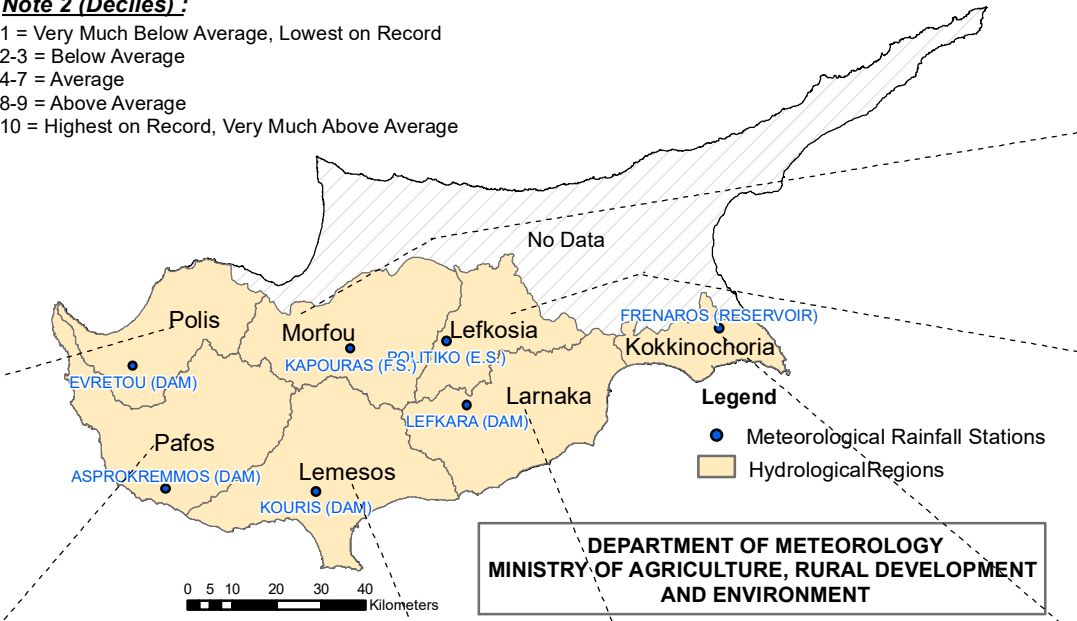 Note 2 (Deciles) :
1 = Very Much Below Average, Lowest on Record
2-3 = Below Average
4-7 = Average
8-9 = Above Average
10 = Highest on Record, Very Much Above Average
No Data
Polis
Morfou
Lefkosia
FRENAROS (RESERVOIR)
Kokkinochoria
KAPOURAS (F.S.)
POLITIKO (E.S.)
EVRETOU (DAM)
Larnaka
LEFKARA (DAM)
Pafos
ASPROKREMMOS (DAM)
Lemesos
KOURIS (DAM)
Legend
Meteorological Rainfall Stations
Hydrological Regions
0 5 10 20 30 40
Kilometers
DEPARTMENT OF METEOROLOGY
MINISTRY OF AGRICULTURE, RURAL DEVELOPMENT
AND ENVIRONMENT